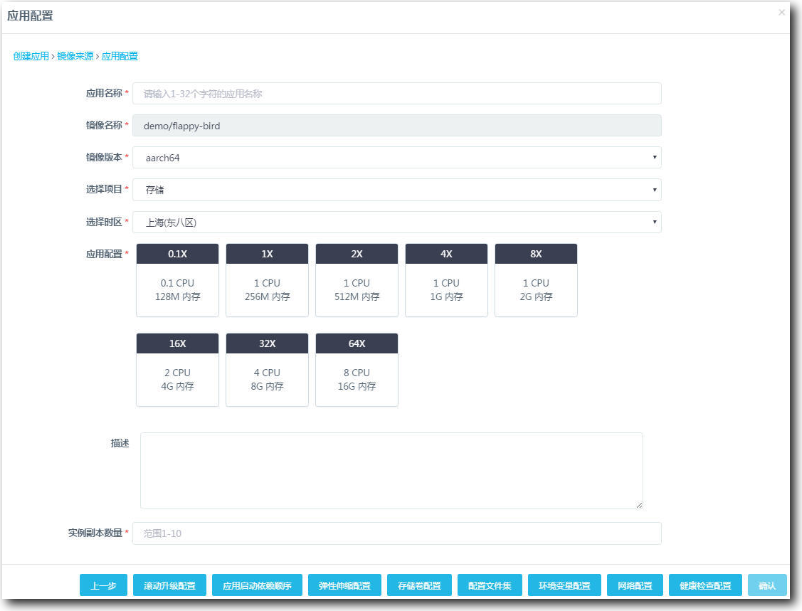 应用配置
×
创建应用 › 镜像来源 › 应用配置
应用名称 * 请输入1-32个字符的应用名称
镜像名称 * demo/flappy-bird
镜像版本 * aarch64
选择项目 * 存储
选择时区 * 上海(东八区)
应用配置 * 0.1X 1X 2X 4X 8X
0.1 CPU 1 CPU 1 CPU 1 CPU 1 CPU
128M 内存 256M 内存 512M 内存 1G 内存 2G 内存
16X 32X 64X
2 CPU 4 CPU 8 CPU
4G 内存 8G 内存 16G 内存
描述
实例副本数量 * 范围1-10
上一步 滚动升级配置 应用启动依赖顺序 弹性伸缩配置 存储卷配置 配置文件集 环境变量配置 网路配置 健康检查配置 确认